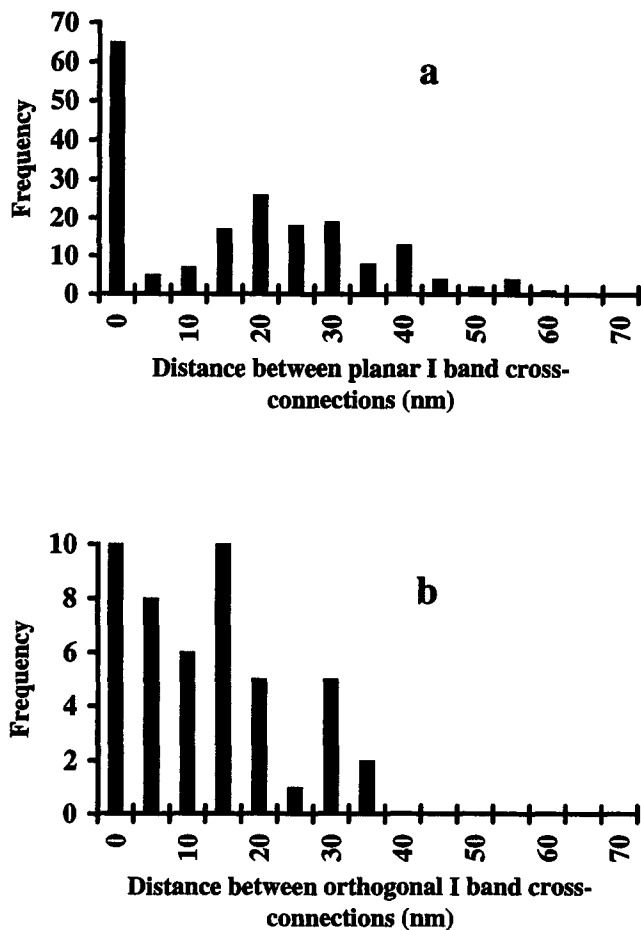 a
Frequency
70
60
50
40
30
20
10
0
0 10 20 30 40 50 60 70
Distance between planar I band cross-
connections (nm)
b
Frequency
10
8
6
4
2
0
0 10 20 30 40 50 60 70
Distance between orthogonal I band cross-
connections (nm)